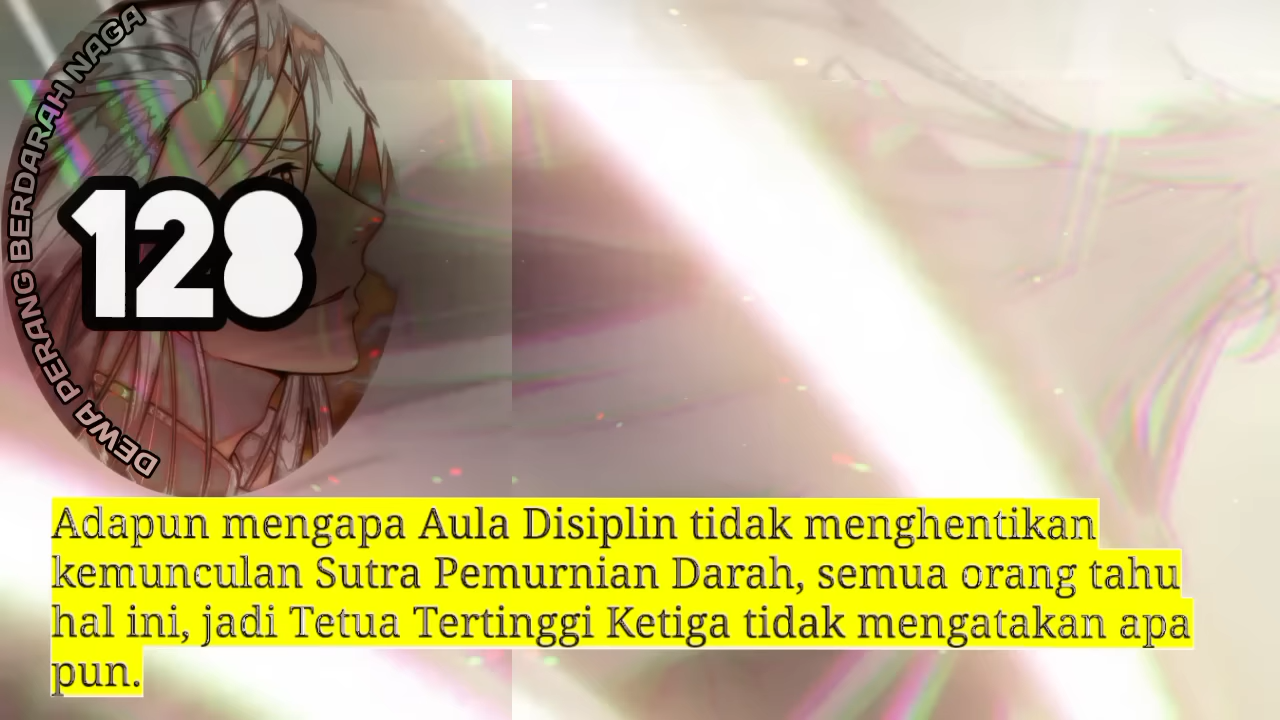 DEWA PERANG BERDARAH NAGA
128
Adapun mengapa Aula Disiplin tidak menghentikan
kemunculan Sutra Pemurnian Darah, semua orang tahu
hal ini, jadi Tetua Tertinggi Ketiga tidak mengatakan apa
pun.